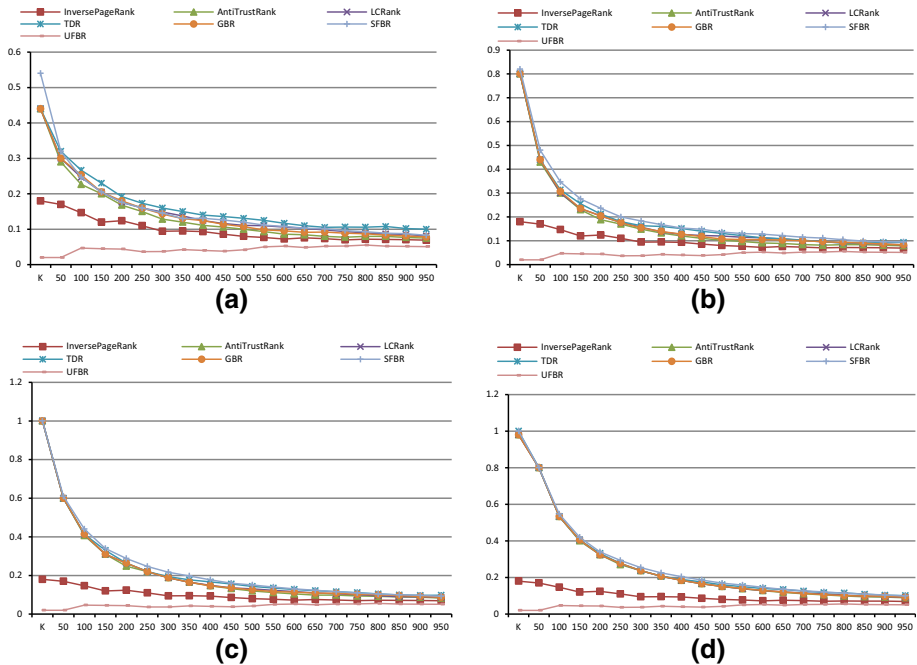 InversePageRank AntiTrustRank LCRank
TDR GBR SFBR
UFBR
0.6
0.5
0.4
0.3
0.2
0.1
0
K 50 100 150 200 250 300 350 400 450 500 550 600 650 700 750 800 850 900 950
(a)
InversePageRank AntiTrustRank LCRank
TDR GBR SFBR
UFBR
0.9
0.8
0.7
0.6
0.5
0.4
0.3
0.2
0.1
0
K 50 100 150 200 250 300 350 400 450 500 550 600 650 700 750 800 850 900 950
(b)
InversePageRank AntiTrustRank LCRank
TDR GBR SFBR
UFBR
1.2
1
0.8
0.6
0.4
0.2
0
K 50 100 150 200 250 300 350 400 450 500 550 600 650 700 750 800 850 900 950
(c)
InversePageRank AntiTrustRank LCRank
TDR GBR SFBR
UFBR
1.2
1
0.8
0.6
0.4
0.2
0
K 50 100 150 200 250 300 350 400 450 500 550 600 650 700 750 800 850 900 950
(d)